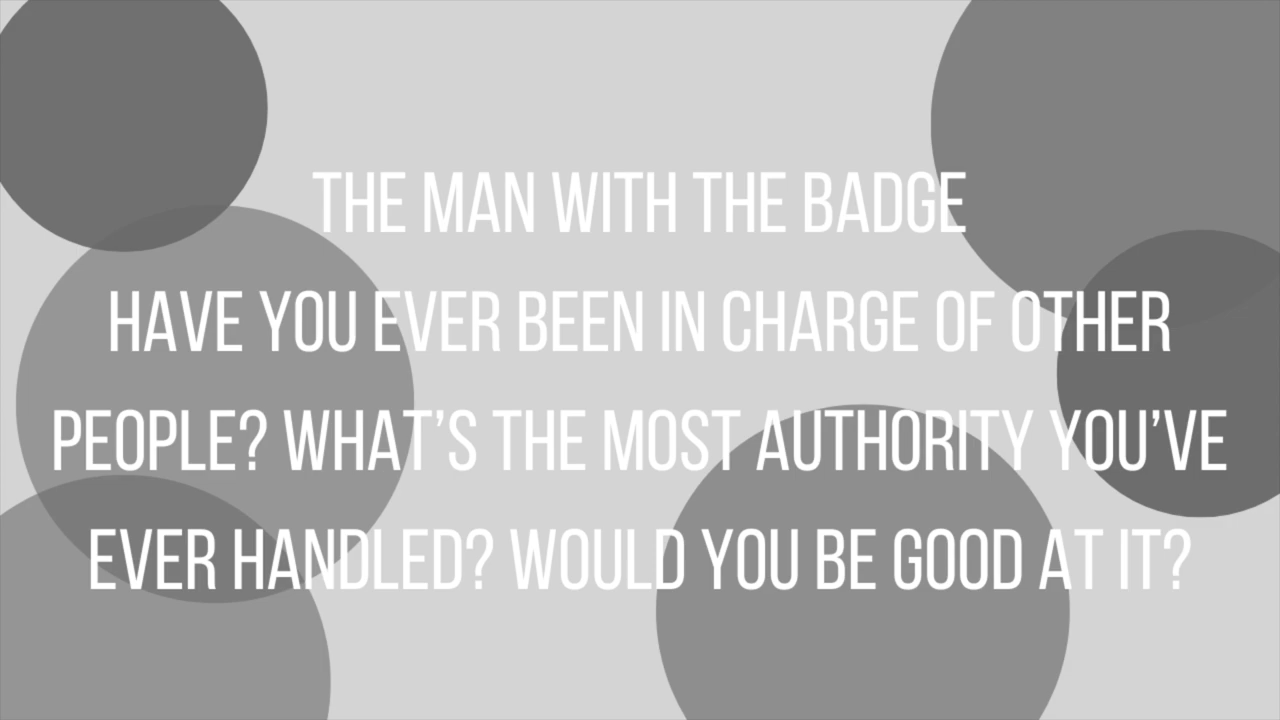 THE MAN WITH THE BADGE
HAVE YOU EVER BEEN IN CHARGE OF OTHER
PEOPLE? WHAT’S THE MOST AUTHORITY YOU’VE
EVER HANDLED? WOULD YOU BE GOOD AT IT?